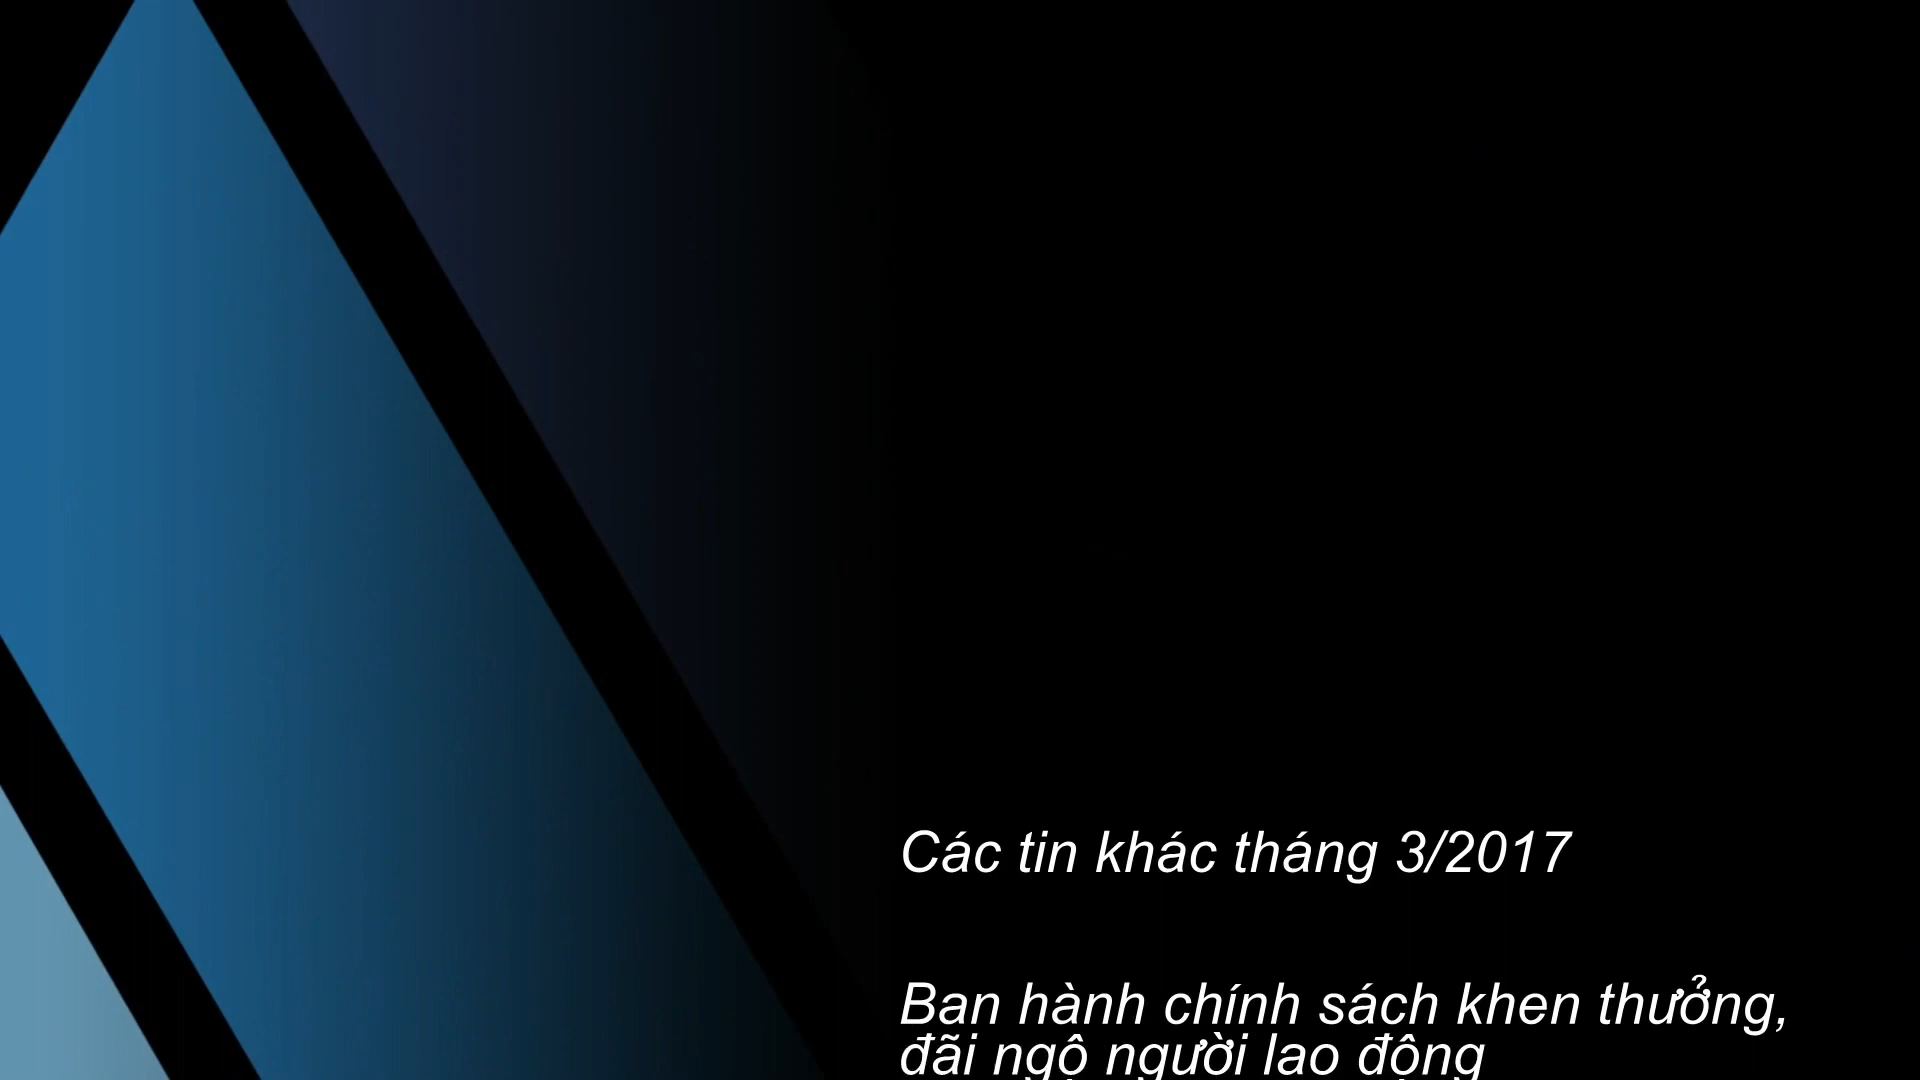 Các tin khác tháng 3/2017
Ban hành chính sách khen thưởng,
đãi ngộ người lao động